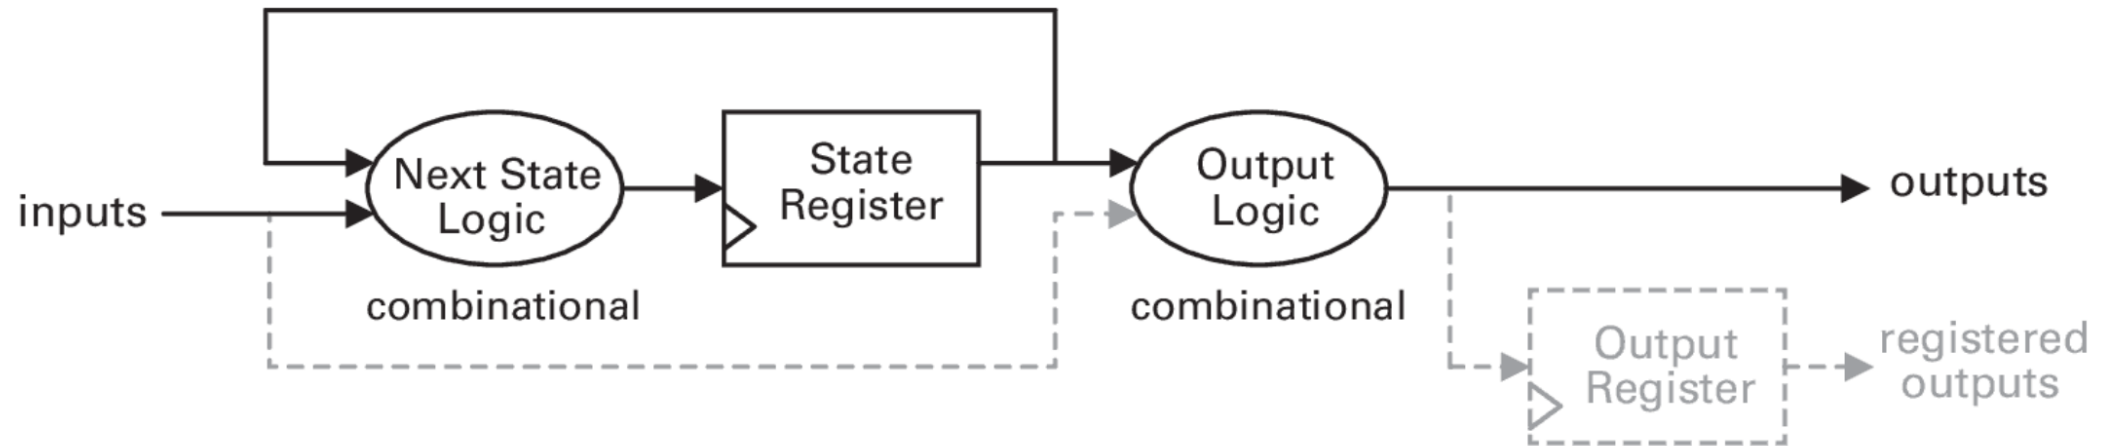 inputs
Next State
Logic
combinational
State
Register
Output
Logic
combinational
outputs
Output
Register
registered
outputs